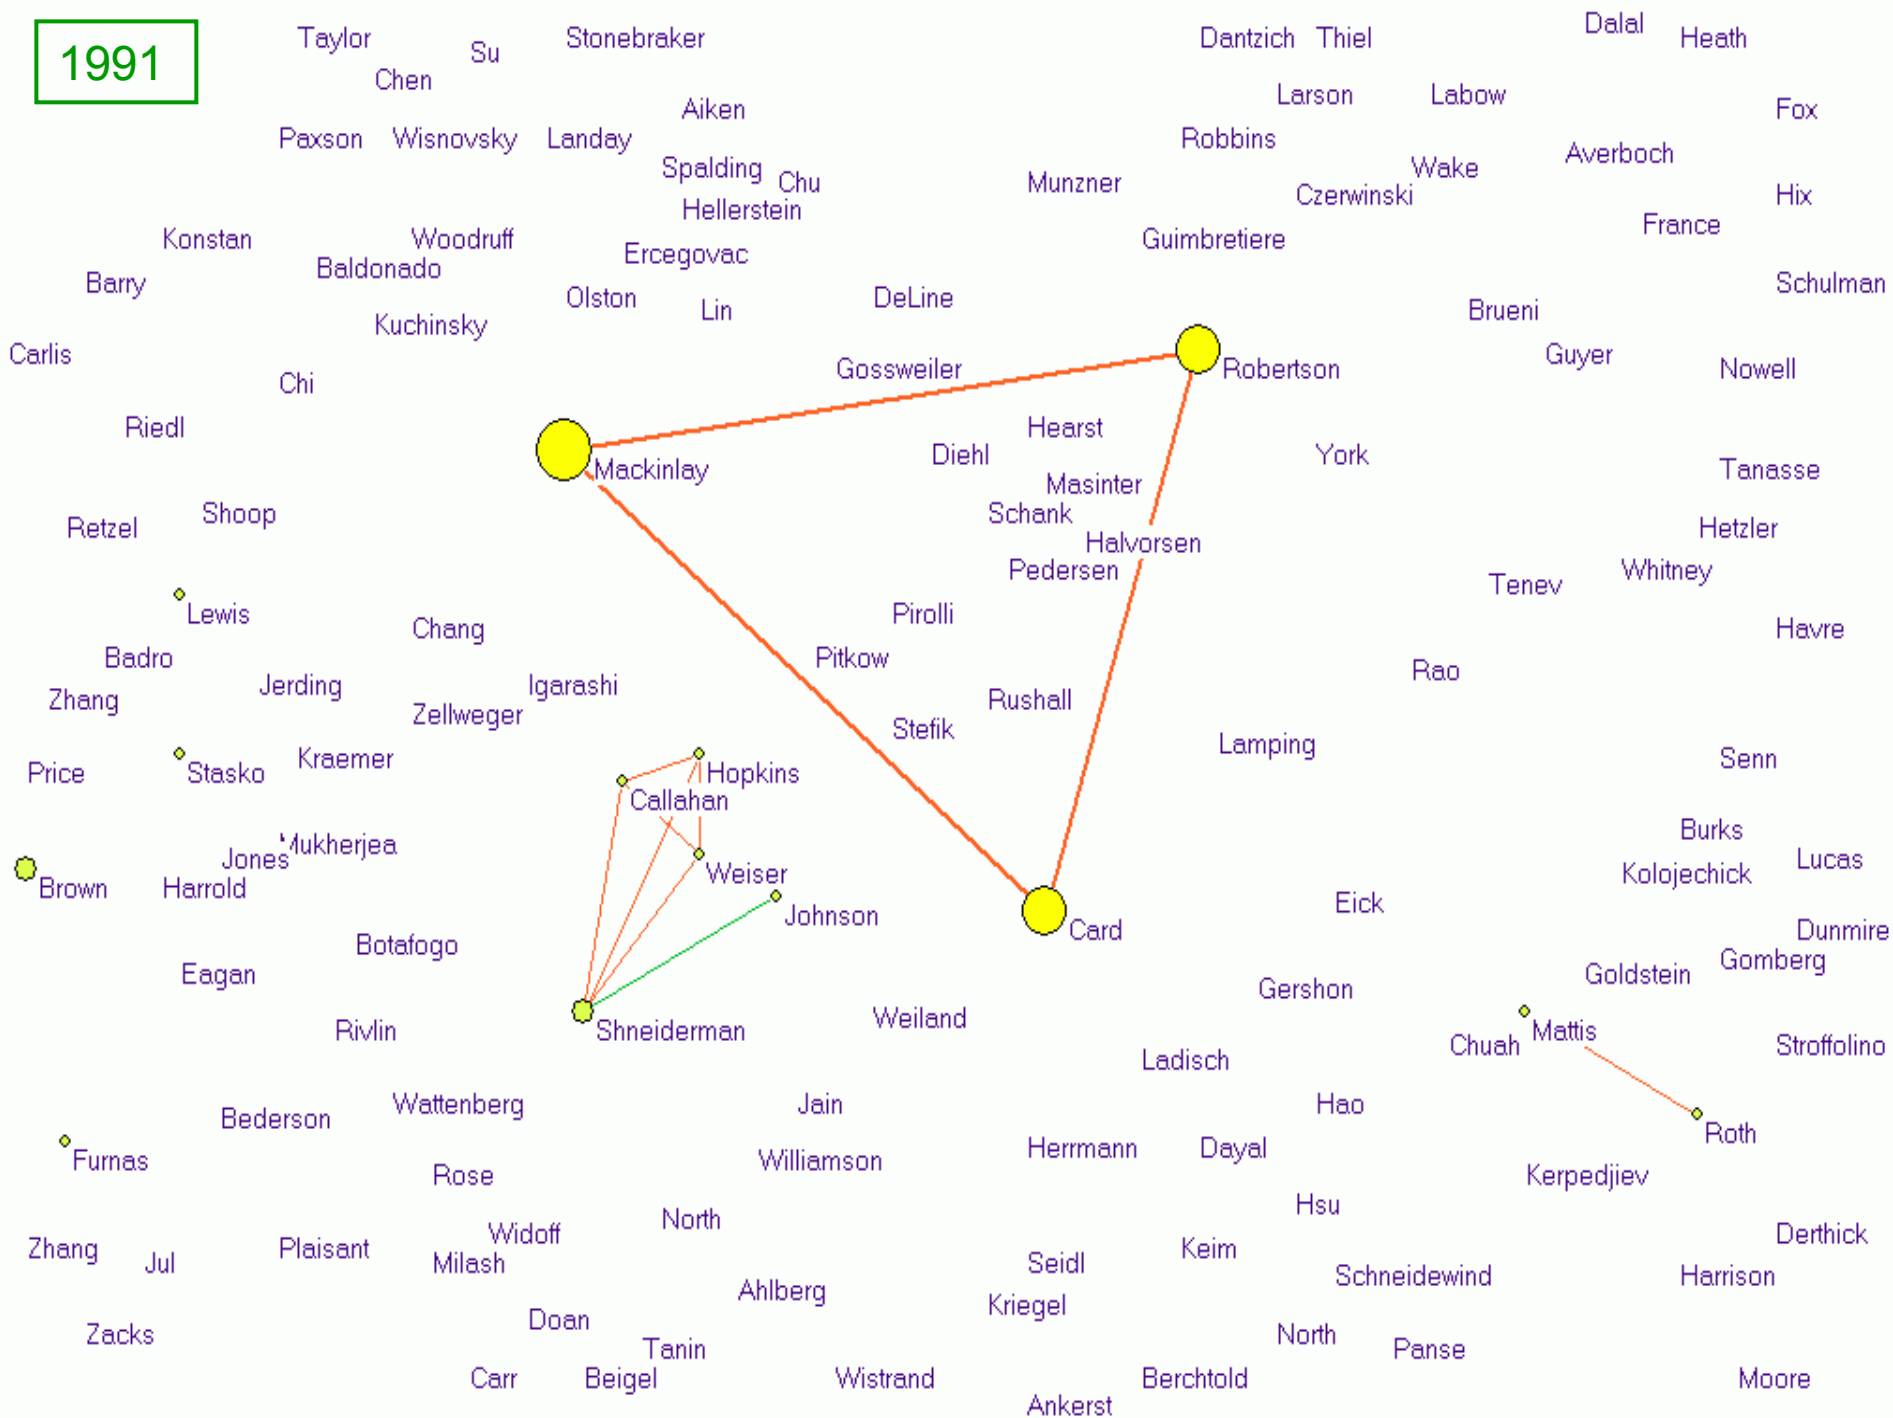 1991
Taylor
Su
Stonebraker
Dantzich
Thiel
Dalal
Heath
Chen
Aiken
Larson
Labow
Fox
Paxson
Wisnovsky
Landay
Robbins
Averboch
Spalding
Chu
Munzner
Wake
Czerwinski
Hix
Hellerstein
France
Konstan
Woodruff
Guimbretiere
Ercegovac
Baldonado
Barry
Olston
DeLine
Schulman
Lin
Brueni
Kuchinsky
Carlis
Guyer
Gossweiler
Robertson
Nowell
Chi
Riedl
Hearst
Diehl
York
Mackinlay
Tanasse
Masinter
Shoop
Schank
Retzel
Hetzler
Halvorsen
Pedersen
Whitney
Tenev
Lewis
Pirolli
Chang
Havre
Badro
Pitkow
Rao
Zhang
Jerding
Igarashi
Rushall
Zellweger
Stefik
Lamping
Kraemer
Senn
Price
Stasko
Hopkins
Callahan
Burks
Mukherjea
Jones
Lucas
Weiser
Kolojechick
Brown
Harrold
Eick
Johnson
Card
Dunmire
Botafogo
Gomberg
Eagan
Goldstein
Gershon
Weiland
Rivlin
Shneiderman
Mattis
Chuah
Stroffolino
Ladisch
Wattenberg
Jain
Hao
Bederson
Roth
Herrmann
Dayal
Furnas
Williamson
Rose
Kerpedjiev
Hsu
North
Widoff
Derthick
Zhang
Plaisant
Keim
Jul
Milash
Seidl
Schneidewind
Harrison
Ahlberg
Kriegel
Doan
Zacks
North
Tanin
Panse
Carr
Beigel
Wistrand
Berchtold
Moore
Ankerst